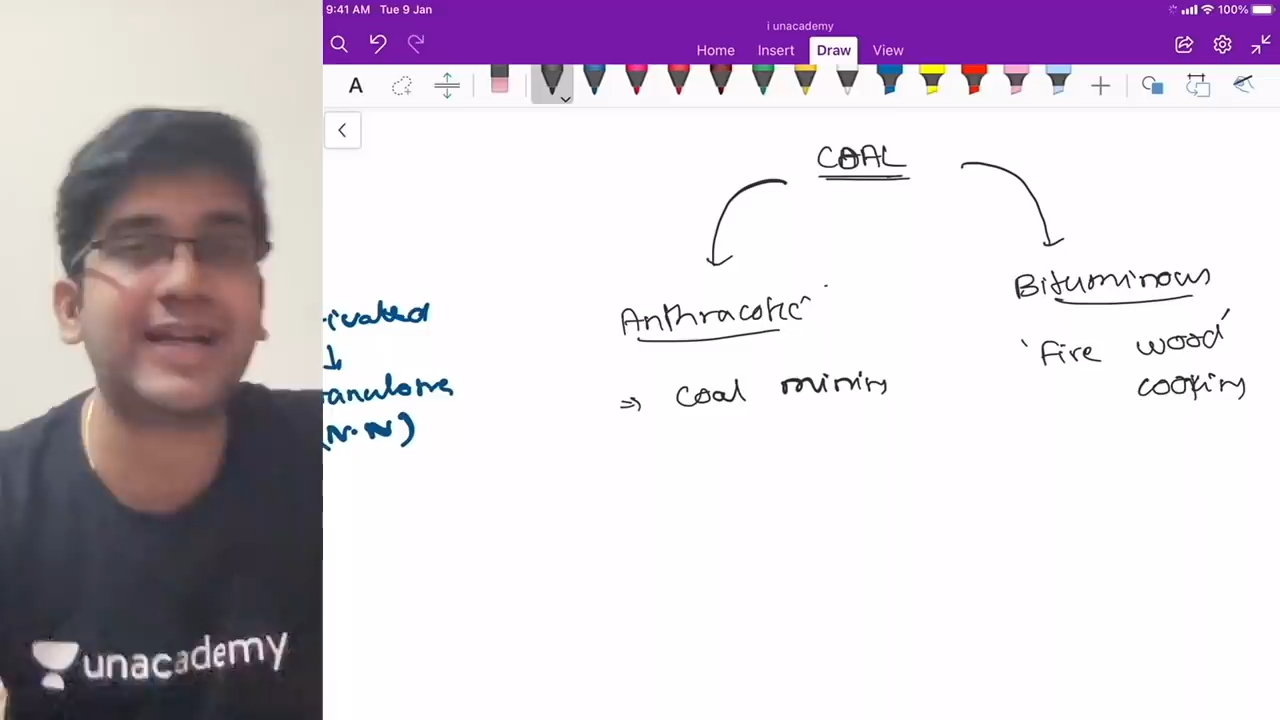 9:41 AM Tue 9 Jan
100%
i unacademy
Home Insert Draw View
A
COAL
Anthracotic
Bituminous
'Fire wood'
cooking
⇒ coal mining
(N.N)
unacademy